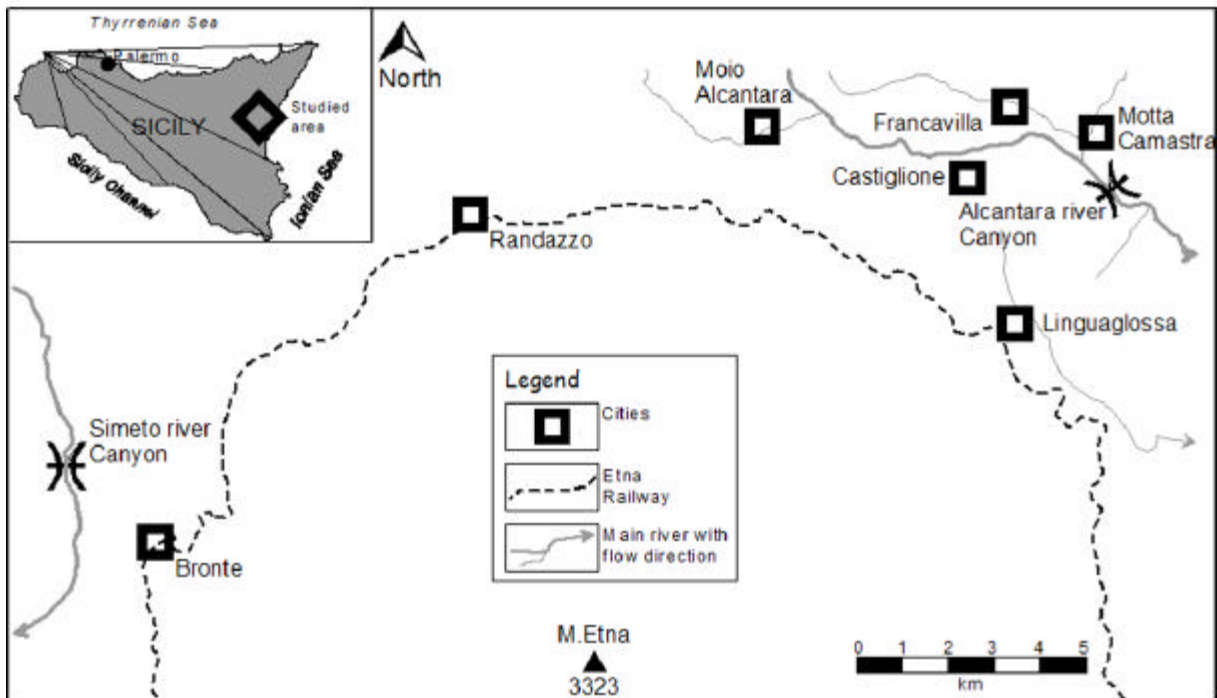 Thyrrenian Sea
Palermo
SICILY
Studied
area
Sicily Channel
Ionian Sea
North
Moio
Alcantara
Francavilla
Motta
Camastra
Castiglione
Alcantara river
Canyon
Randazzo
Linguaglossa
Simeto river
Canyon
Bronte
Legend
Cities
Etna
Railway
Main river with
flow direction
M.Etna
3323
0 1 2 3 4 5
km